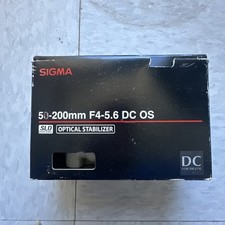 SIGMA
50-200mm F4-5.6 DC OS
SLD OPTICAL STABILIZER
DC